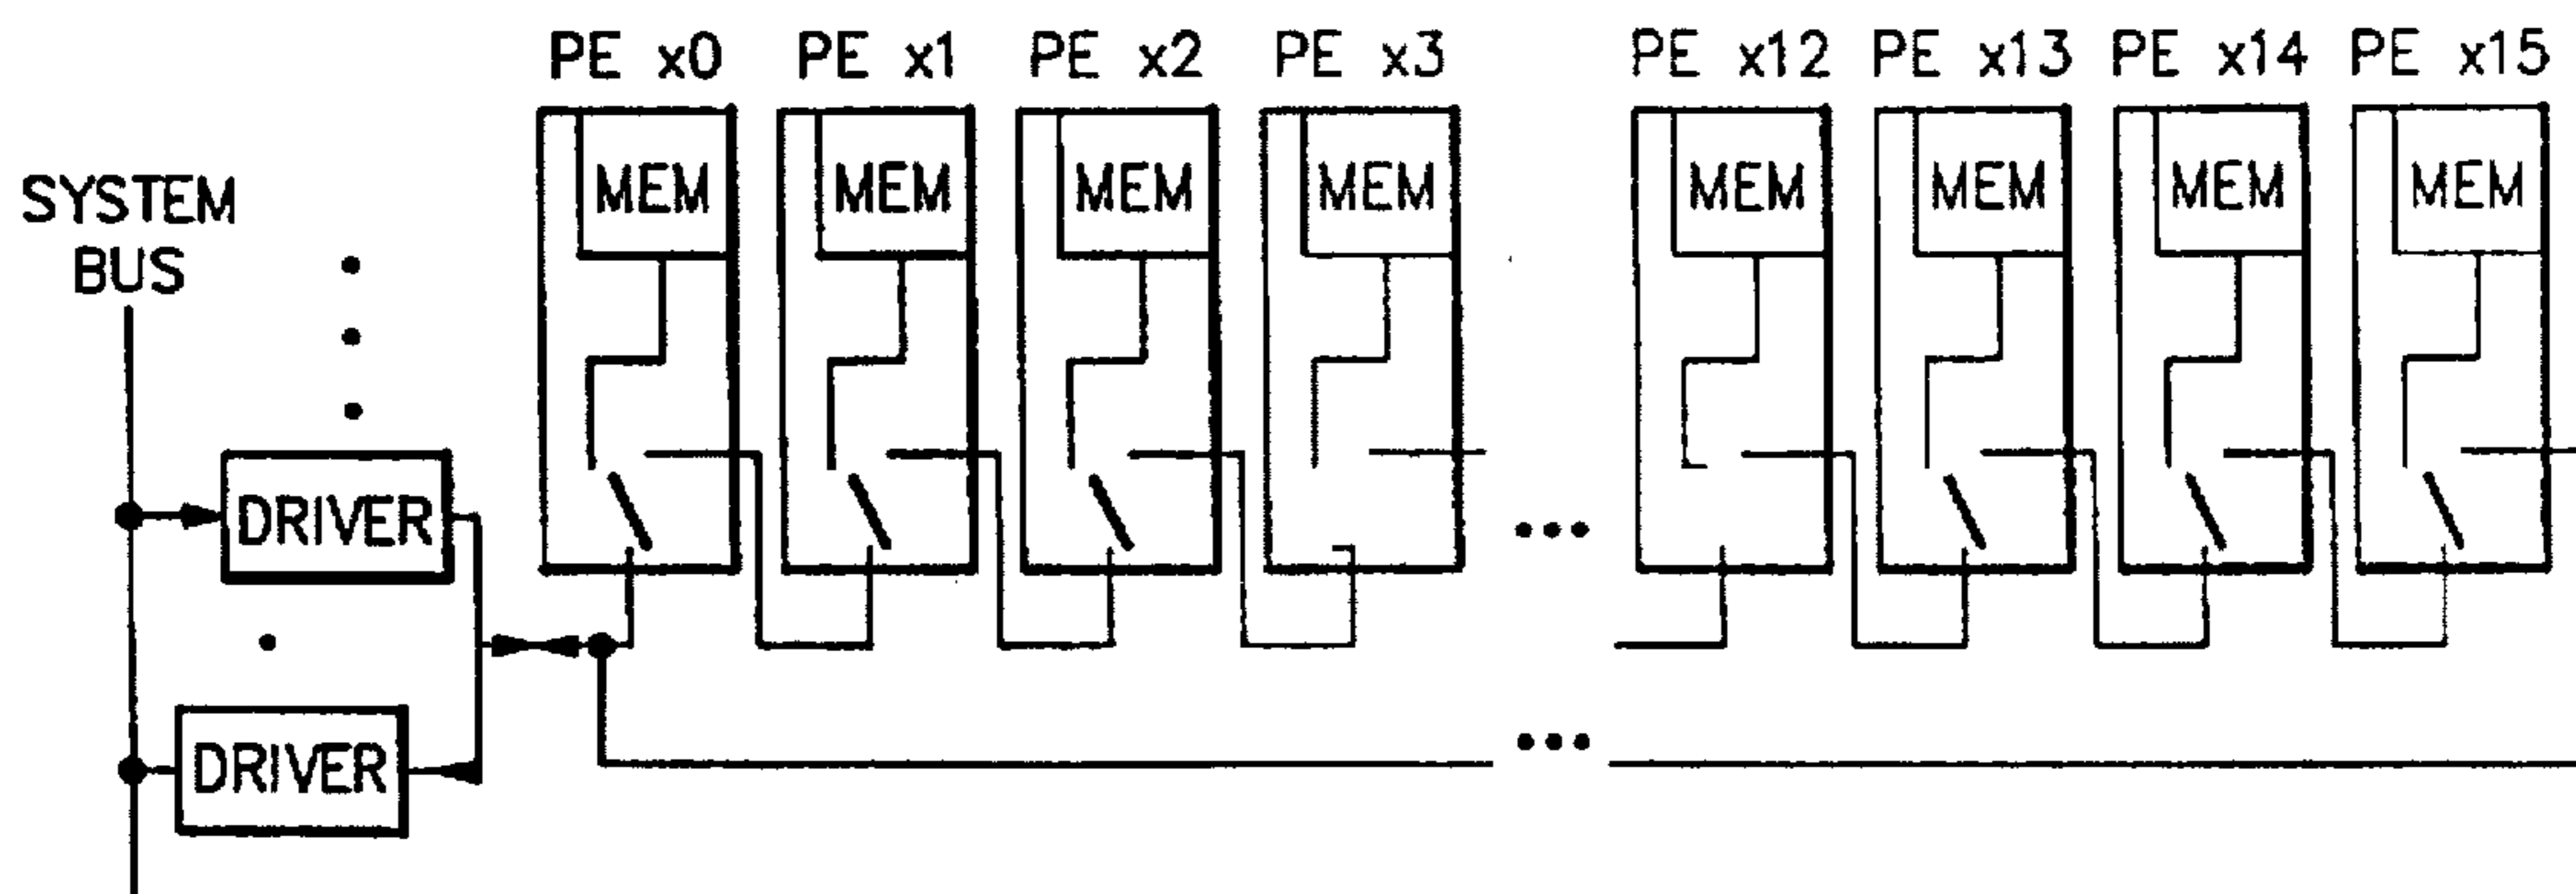 PE x0 PE x1 PE x2 PE x3 PE x12 PE x13 PE x14 PE x15
MEM MEM MEM MEM MEM MEM MEM MEM
SYSTEM
BUS
DRIVER
DRIVER